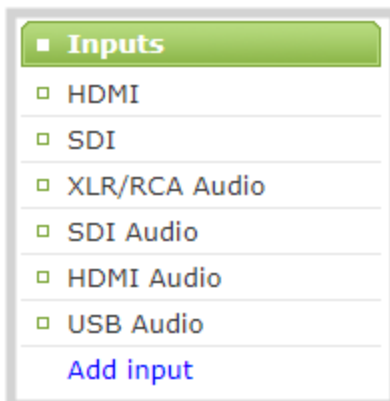 Inputs
HDMI
SDI
XLR/RCA Audio
SDI Audio
HDMI Audio
USB Audio
Add input